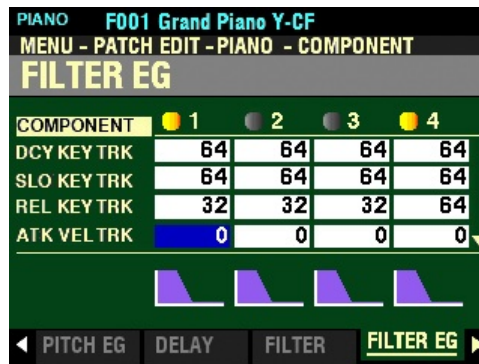 PIANO F001 Grand Piano Y-CF
MENU - PATCH EDIT - PIANO - COMPONENT
FILTER EG
COMPONENT 1 2 3 4
DCY KEY TRK 64 64 64 64
SLO KEY TRK 64 64 64 64
REL KEY TRK 32 32 32 64
ATK VEL TRK 0 0 0 0
PITCH EG DELAY FILTER FILTER EG